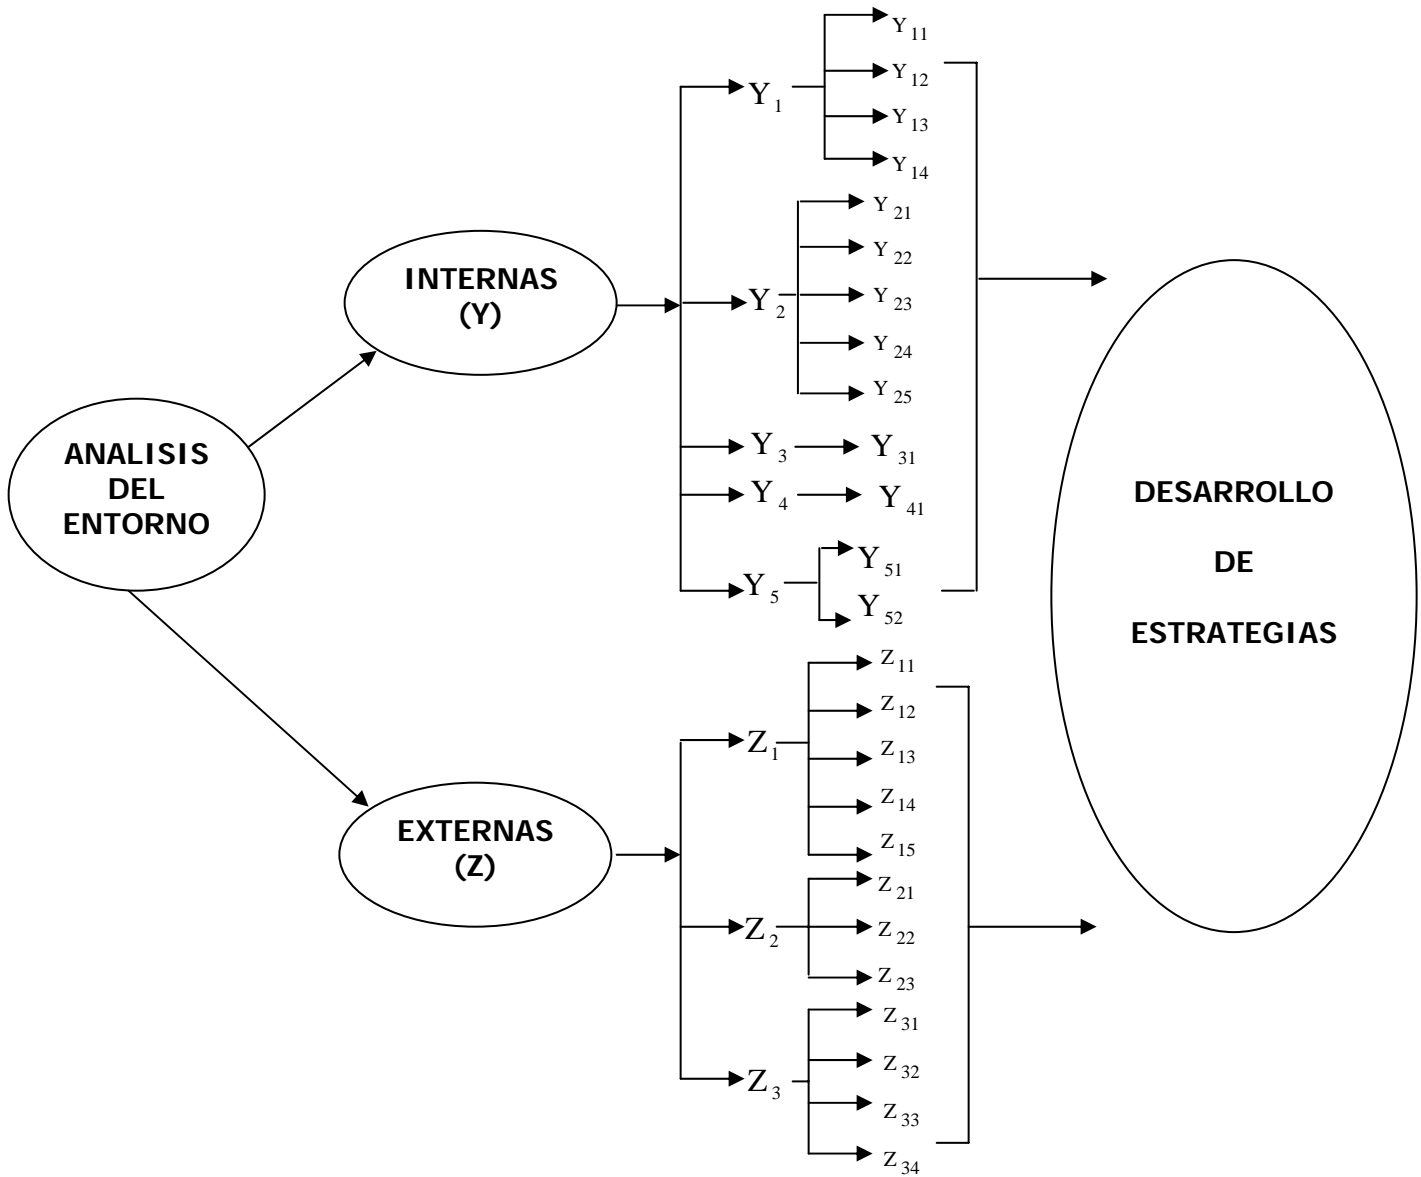 ANALISIS
DEL
ENTORNO
INTERNAS
(Y)
Y 1
Y 11
Y 12
Y 13
Y 14
Y 2
Y 21
Y 22
Y 23
Y 24
Y 25
Y 3
Y 31
Y 4
Y 41
Y 5
Y 51
Y 52
EXTERNAS
(Z)
Z 1
Z 11
Z 12
Z 13
Z 14
Z 15
Z 2
Z 21
Z 22
Z 23
Z 3
Z 31
Z 32
Z 33
Z 34
DESARROLLO
DE
ESTRATEGIAS